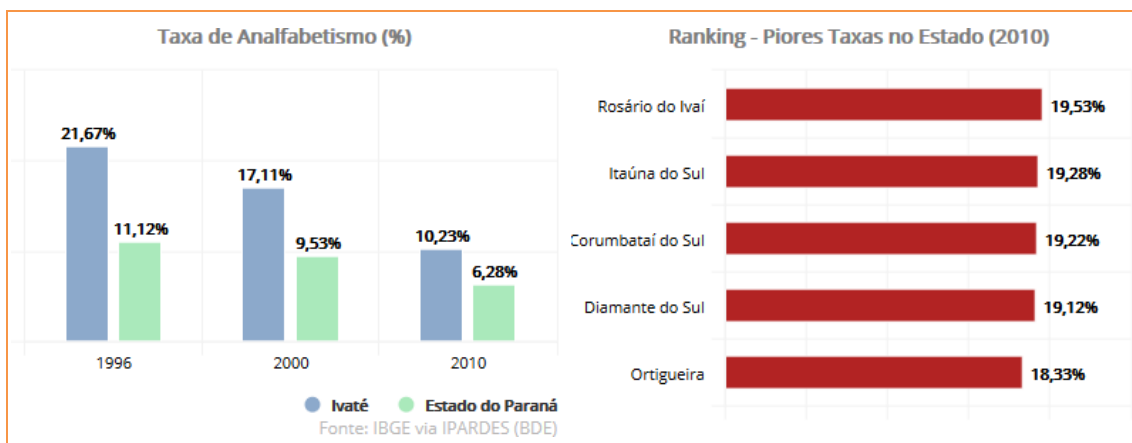 Taxa de Analfabetismo (%)
21,67%
11,12%
17,11%
9,53%
10,23%
6,28%
1996
2000
2010
Ivaté
Estado do Paraná
Fonte: IBGE via IPARDES (BDE)
Ranking - Piores Taxas no Estado (2010)
Rosário do Ivaí 19,53%
Itaúna do Sul 19,28%
Corumbataí do Sul 19,22%
Diamante do Sul 19,12%
Ortigueira 18,33%